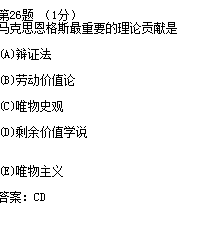 第26题 (1分)
马克思恩格斯最重要的理论贡献是
(A)辩证法
(B)劳动价值论
(C)唯物史观
(D)剩余价值学说
(E)唯物主义
答案：CD